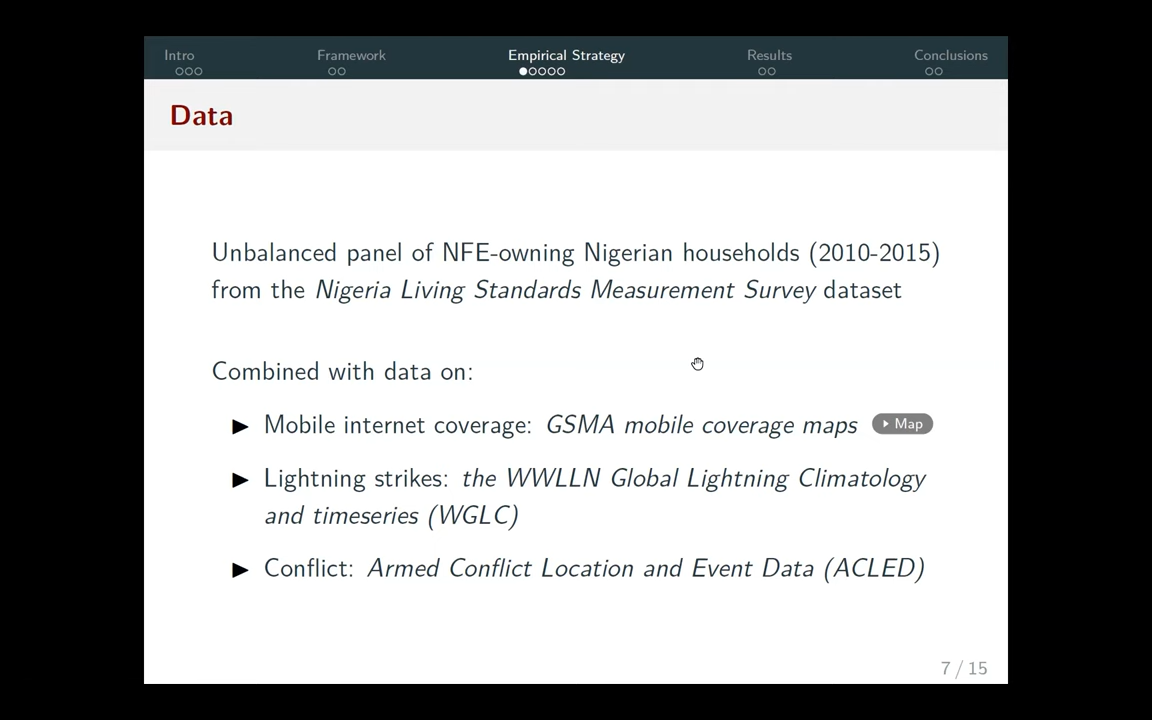 Intro Framework Empirical Strategy Results Conclusions
Data
Unbalanced panel of NFE-owning Nigerian households (2010-2015)
from the Nigeria Living Standards Measurement Survey dataset
Combined with data on:
Mobile internet coverage: GSMA mobile coverage maps Map
Lightning strikes: the WWLLN Global Lightning Climatology
and timeseries (WGLC)
Conflict: Armed Conflict Location and Event Data (ACLED)
7 / 15